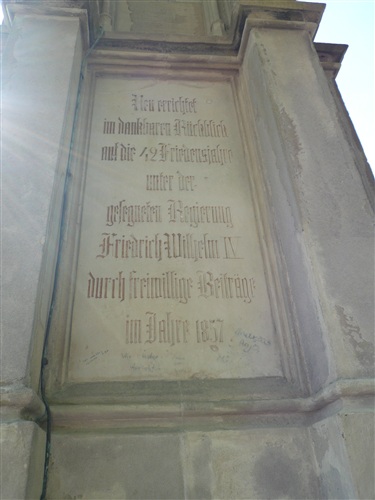 Neu errichtet
im dankbaren Rückblick
auf die 42 Friedensjahre
unter der
gesegneten Regierung
Friedrich Wilhelm IV
durch freiwillige Beiträge
im Jahre 1857